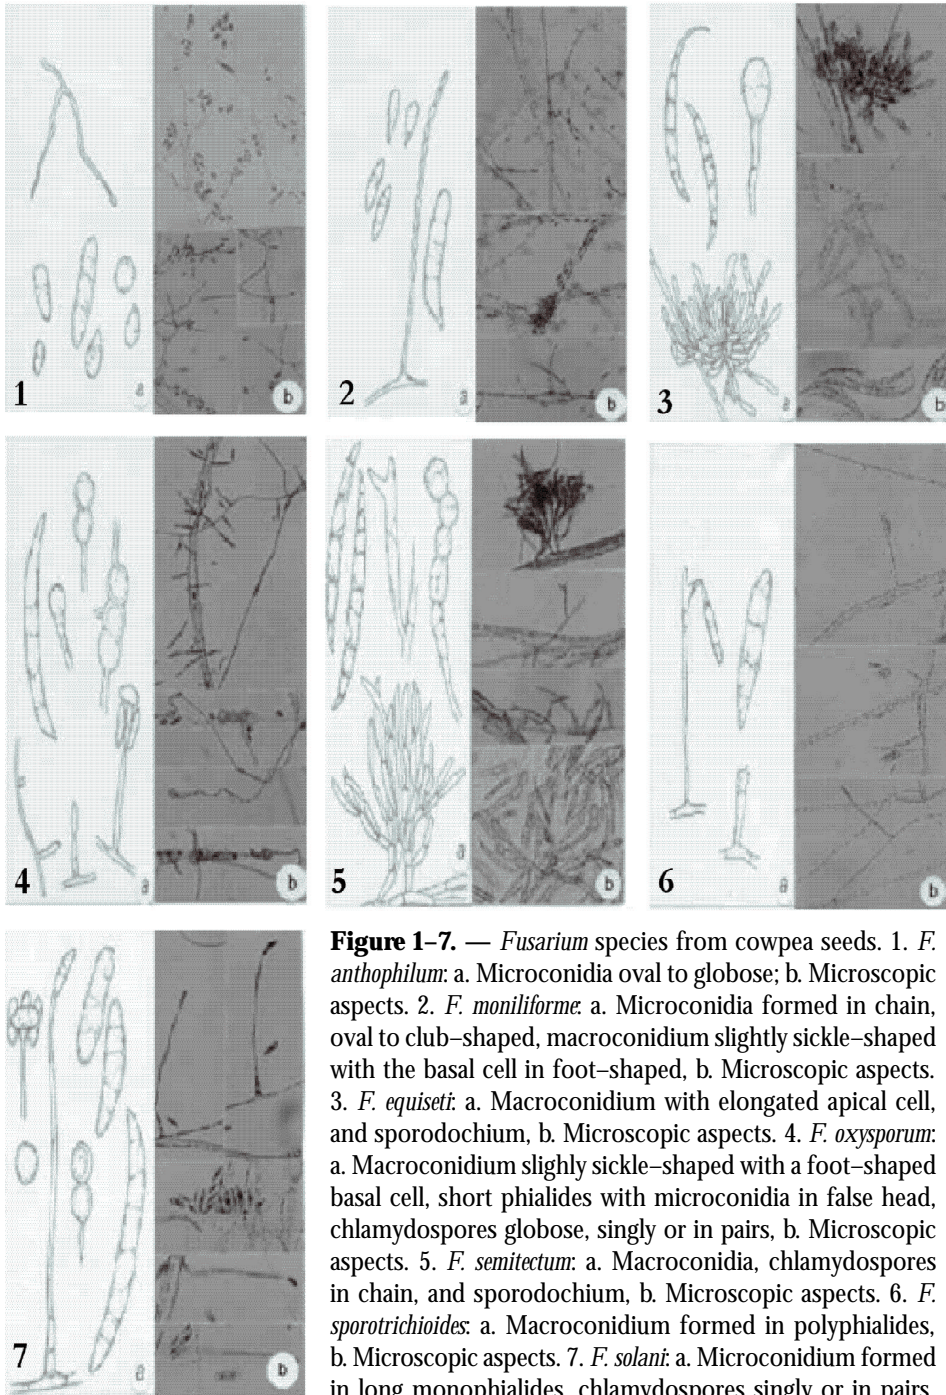 1
a
b
2
a
b
3
a
b
4
a
b
5
a
b
6
a
b
7
a
b
Figure 1–7. — Fusarium species from cowpea seeds. 1. F.
anthophilum: a. Microconidia oval to globose; b. Microscopic
aspects. 2. F. moniliforme: a. Microconidia formed in chain,
oval to club–shaped, macroconidium slightly sickle–shaped
with the basal cell in foot–shaped, b. Microscopic aspects.
3. F. equiseti: a. Macroconidium with elongated apical cell,
and sporodochium, b. Microscopic aspects. 4. F. oxysporum:
a. Macroconidium slighly sickle–shaped with a foot–shaped
basal cell, short phialides with microconidia in false head,
chlamydospores globose, singly or in pairs, b. Microscopic
aspects. 5. F. semitectum: a. Macroconidia, chlamydospores
in chain, and sporodochium, b. Microscopic aspects. 6. F.
sporotrichioides: a. Macroconidium formed in polyphialides,
b. Microscopic aspects. 7. F. solani: a. Microconidium formed
in long monophialides, chlamydospores singly or in pairs,